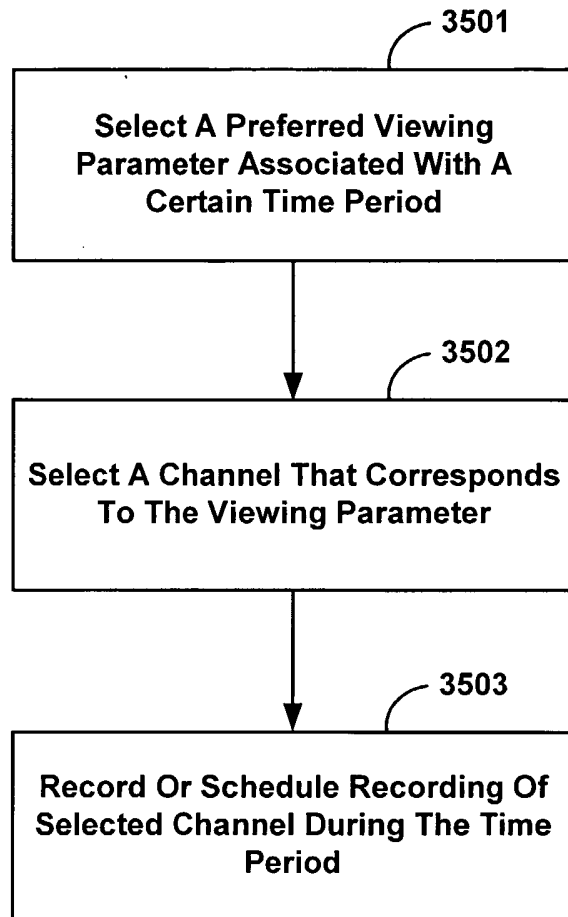 3501
Select A Preferred Viewing
Parameter Associated With A
Certain Time Period
3502
Select A Channel That Corresponds
To The Viewing Parameter
3503
Record Or Schedule Recording Of
Selected Channel During The Time
Period